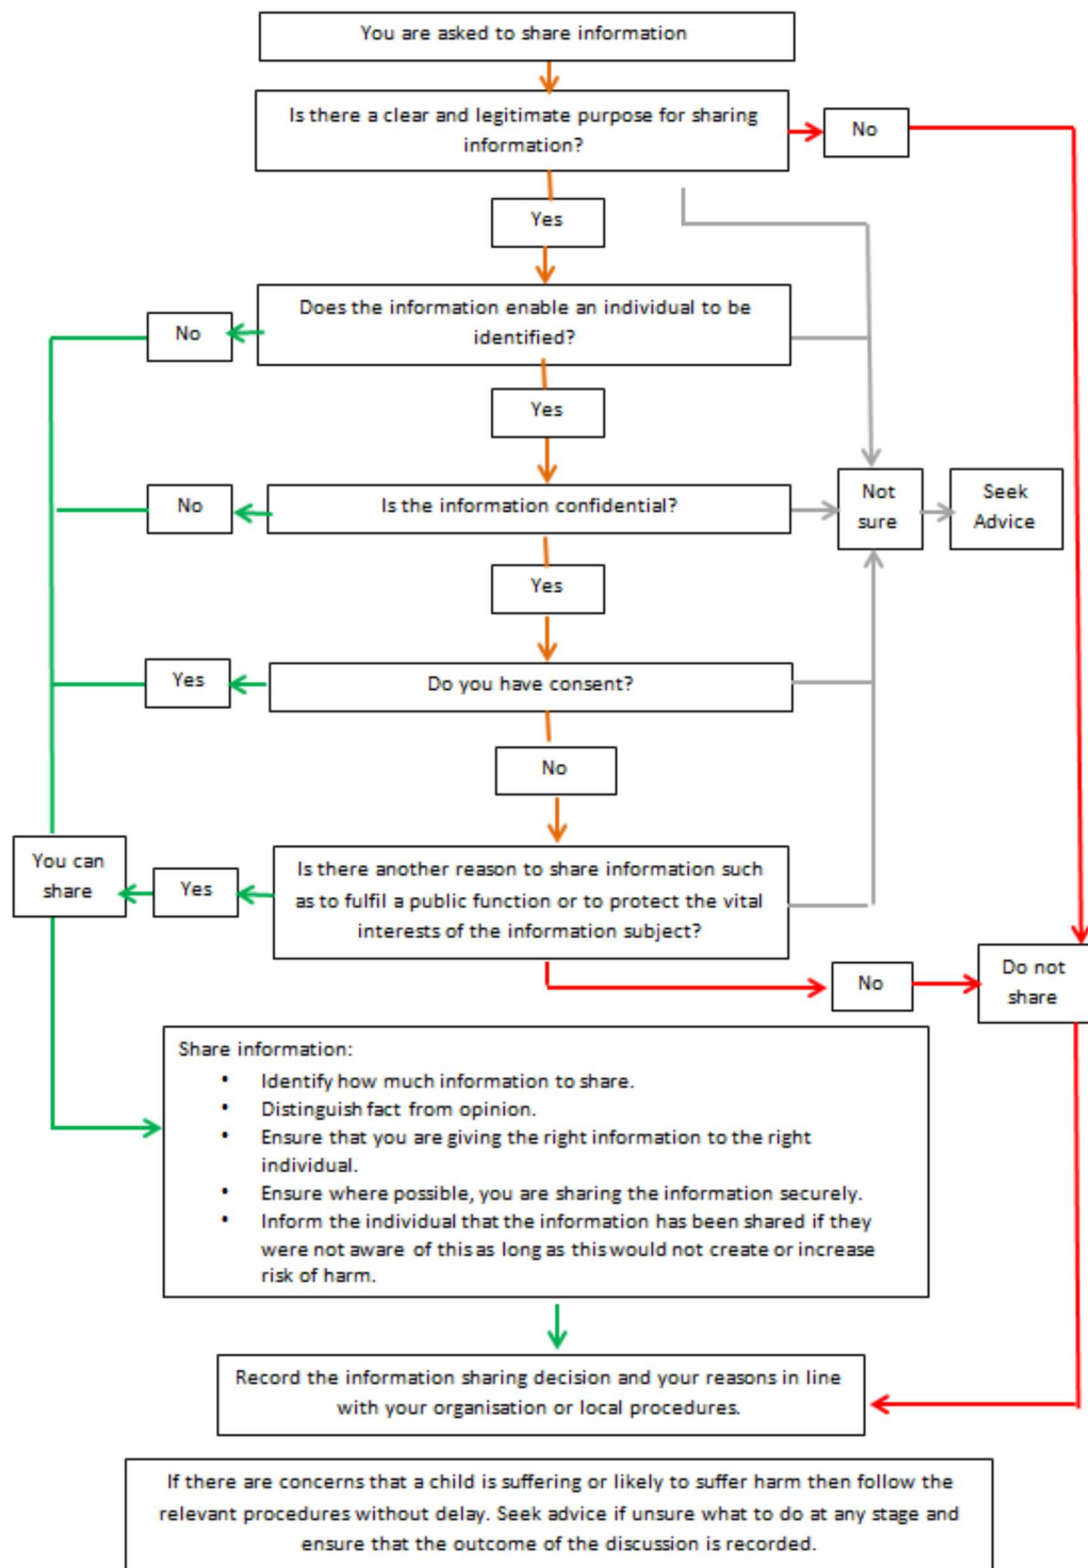 You are asked to share information
Is there a clear and legitimate purpose for sharing
information?
No
Yes
Does the information enable an individual to be
identified?
No
Yes
Is the information confidential?
No
Not
sure
Seek
Advice
Yes
Do you have consent?
Yes
No
Is there another reason to share information such
as to fulfil a public function or to protect the vital
interests of the information subject?
Yes
You can
share
No
Do not
share
Share information:
• Identify how much information to share.
• Distinguish fact from opinion.
• Ensure that you are giving the right information to the right
individual.
• Ensure where possible, you are sharing the information securely.
• Inform the individual that the information has been shared if they
were not aware of this as long as this would not create or increase
risk of harm.
Record the information sharing decision and your reasons in line
with your organisation or local procedures.
If there are concerns that a child is suffering or likely to suffer harm then follow the
relevant procedures without delay. Seek advice if unsure what to do at any stage and
ensure that the outcome of the discussion is recorded.